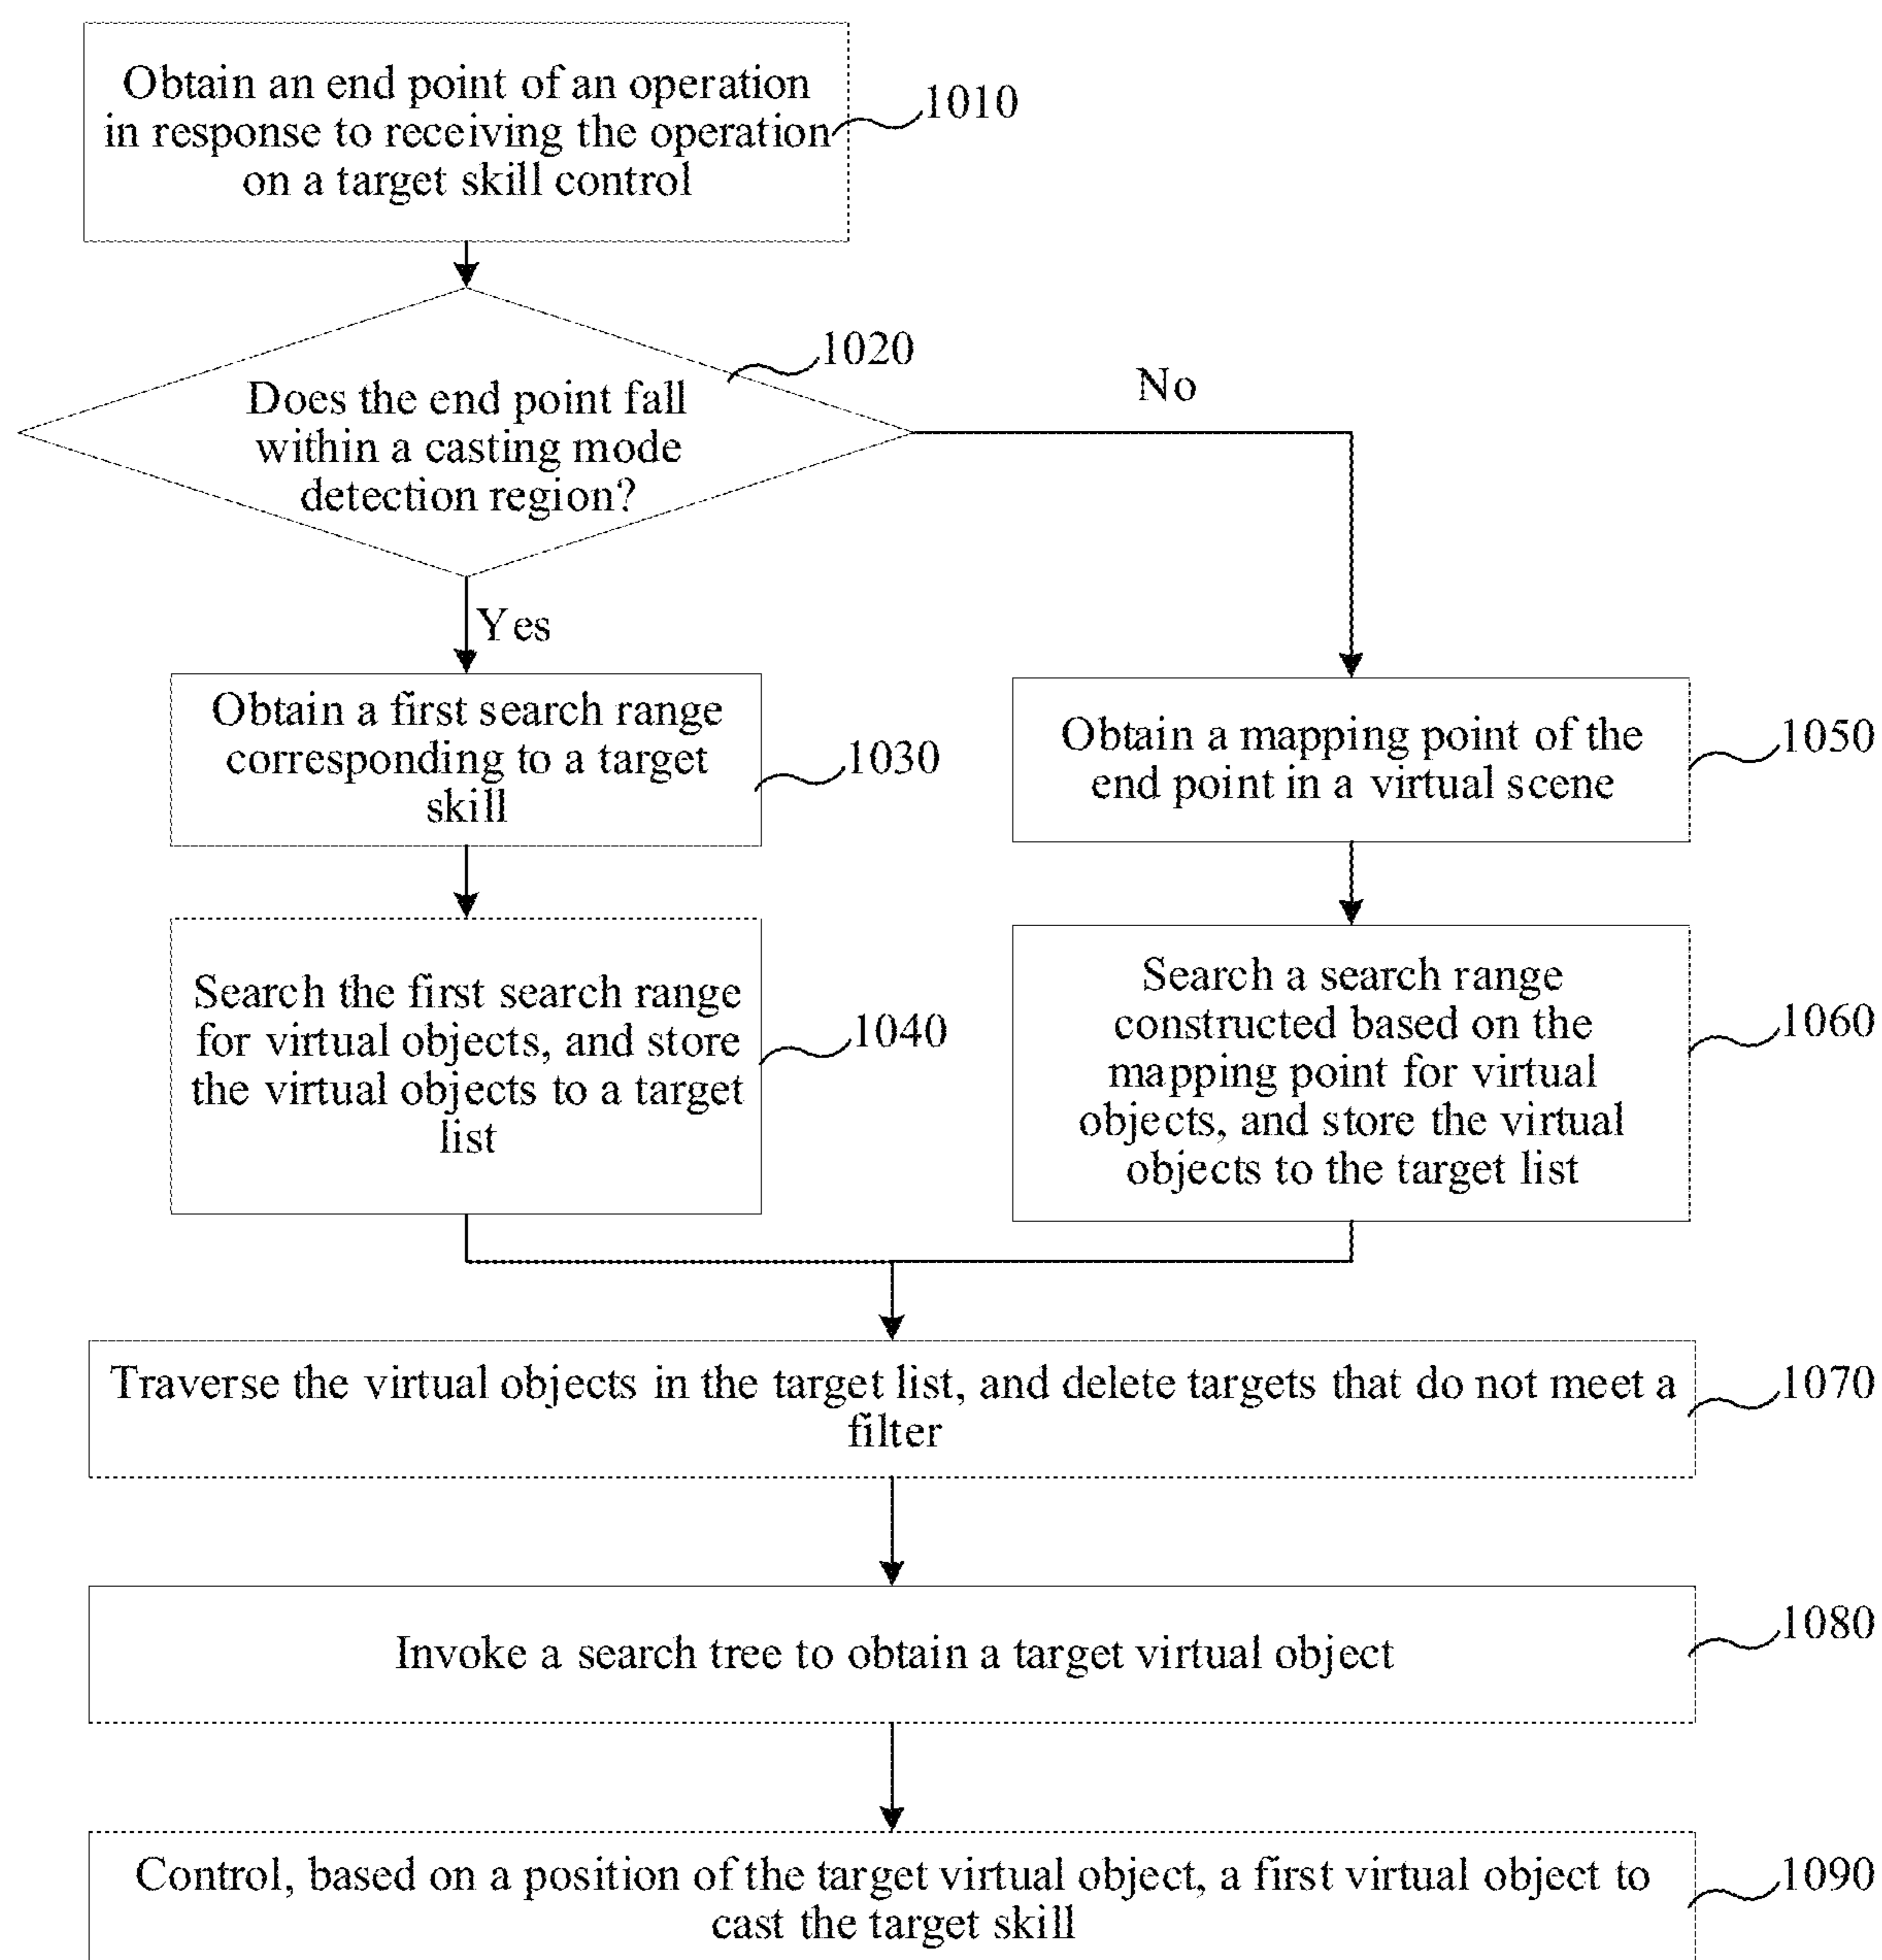 Obtain an end point of an operation
in response to receiving the operation
on a target skill control
1010
Does the end point fall
within a casting mode
detection region?
1020
No
Yes
Obtain a first search range
corresponding to a target
skill
1030
Search the first search range
for virtual objects, and store
the virtual objects to a target
list
1040
Obtain a mapping point of the
end point in a virtual scene
1050
Search a search range
constructed based on the
mapping point for virtual
objects, and store the virtual
objects to the target list
1060
Traverse the virtual objects in the target list, and delete targets that do not meet a
filter
1070
Invoke a search tree to obtain a target virtual object
1080
Control, based on a position of the target virtual object, a first virtual object to
cast the target skill
1090